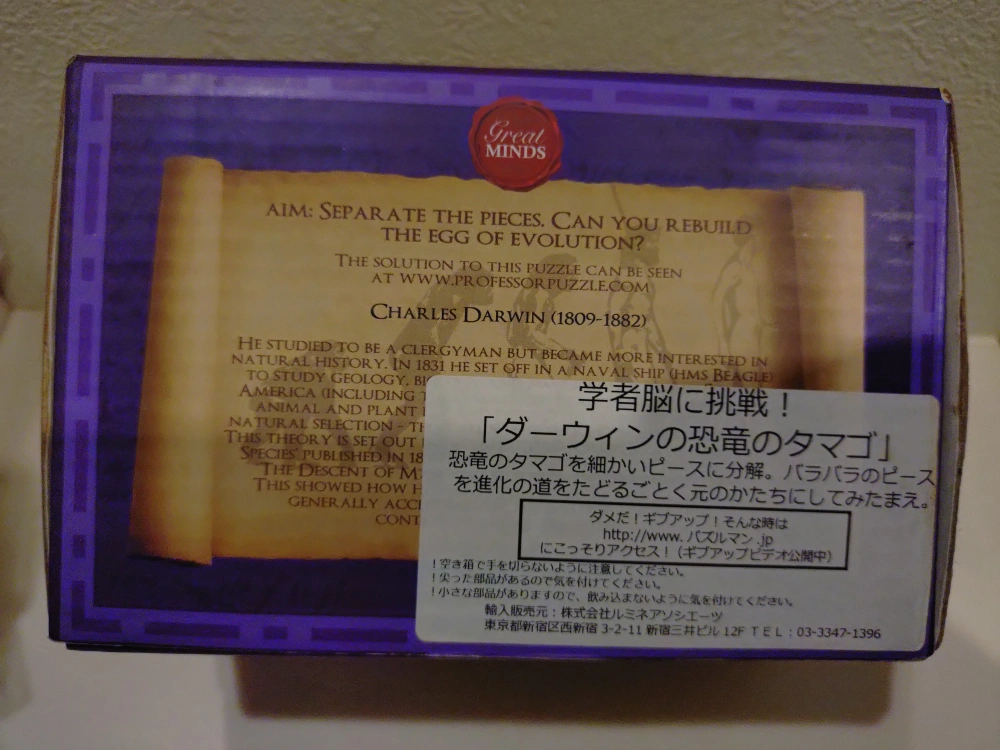 Great
MINDS
AIM: SEPARATE THE PIECES. CAN YOU REBUILD
THE EGG OF EVOLUTION?
THE SOLUTION TO THIS PUZZLE CAN BE SEEN
AT WWW.PROFESSORPUZZLE.COM
CHARLES DARWIN (1809-1882)
HE STUDIED TO BE A CLERGYMAN BUT BECAME MORE INTERESTED IN
NATURAL HISTORY. IN 1831 HE SET OFF IN A NAVAL SHIP (HMS BEAGLE)
TO STUDY GEOLOGY,
AMERICA (INCLUDING
ANIMAL AND PLANT
NATURAL SELECTION -
THIS THEORY IS SET OUT
SPECIES' PUBLISHED IN 18
THE DESCENT OF
THIS SHOWED HOW
GENERALLY ACC
CONT
学者脳に挑戦！
「ダーウィンの恐竜のタマゴ」
恐竜のタマゴを細かいピースに分解。バラバラのピース
を進化の道をたどるごとく元のかたちにしてみたまえ。
ダメだ！ギブアップ！そんな時は
http://www.パズルマン.jp
にこっそりアクセス！（ギブアップビデオ公開中）
！空き箱で手を切らないように注意してください。
！尖った部品があるので気を付けてください。
！小さな部品がありますので、飲み込まないように気を付けてください。
輸入販売元：株式会社ルミネアソシエーツ
東京都新宿区西新宿 3-2-11 新宿三井ビル 12F TEL：03-3347-1396